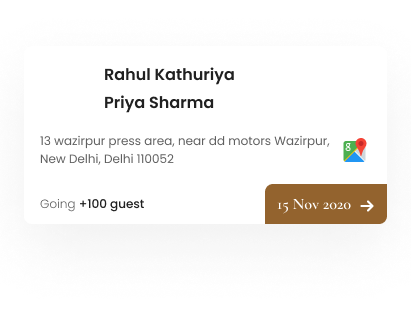 Rahul Kathuriya
Priya Sharma
13 wazirpur press area, near dd motors Wazirpur,
New Delhi, Delhi 110052
Going +100 guest
15 Nov 2020